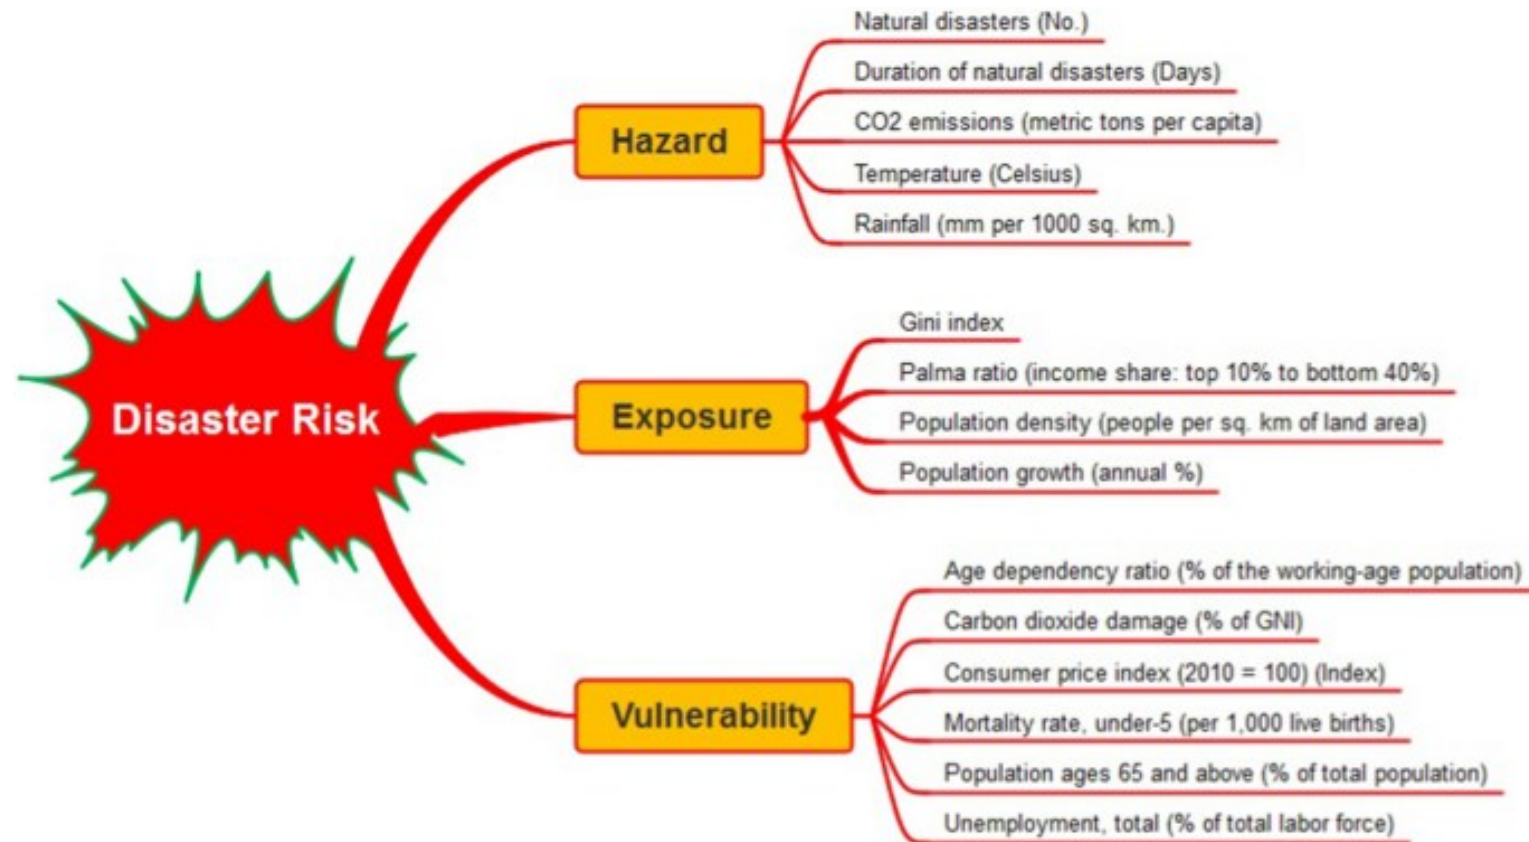 Disaster Risk
Hazard
Natural disasters (No.)
Duration of natural disasters (Days)
CO2 emissions (metric tons per capita)
Temperature (Celsius)
Rainfall (mm per 1000 sq. km.)
Exposure
Gini index
Palma ratio (income share: top 10% to bottom 40%)
Population density (people per sq. km of land area)
Population growth (annual %)
Vulnerability
Age dependency ratio (% of the working-age population)
Carbon dioxide damage (% of GNI)
Consumer price index (2010 = 100) (Index)
Mortality rate, under-5 (per 1,000 live births)
Population ages 65 and above (% of total population)
Unemployment, total (% of total labor force)